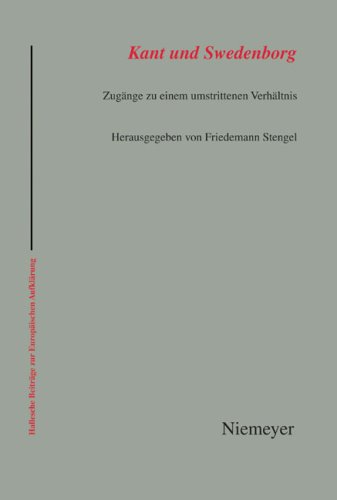 Kant und Swedenborg
Zugänge zu einem umstrittenen Verhältnis
Herausgegeben von Friedemann Stengel
Hallesche Beiträge zur Europäischen Aufklärung
Niemeyer